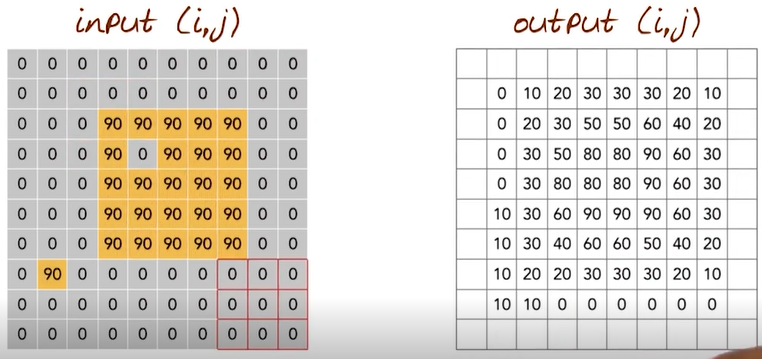 input (i,j) output (i,j)
0 0 0 0 0 0 0 0 0 0
0 0 0 0 0 0 0 0 0 0 0 10 20 30 30 30 20 10
0 0 0 90 90 90 90 90 0 0 0 20 30 50 50 60 40 20
0 0 0 90 0 90 90 90 0 0 0 30 50 80 80 90 60 30
0 0 0 90 90 90 90 90 0 0 0 30 80 80 80 90 60 30
0 0 0 90 90 90 90 90 0 0 10 30 60 90 90 90 60 30
0 0 0 90 90 90 90 90 0 0 10 30 40 60 60 50 40 20
0 90 0 0 0 0 0 0 0 0 10 20 20 30 30 30 20 10
0 0 0 0 0 0 0 0 0 0 10 10 0 0 0 0 0 0
0 0 0 0 0 0 0 0 0 0